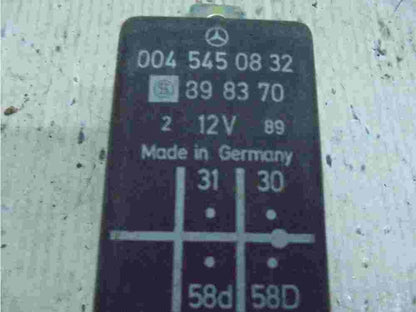 004 545 08 32
89 83 70
2 12V 89
Made in Germany
31 30
58d 58D